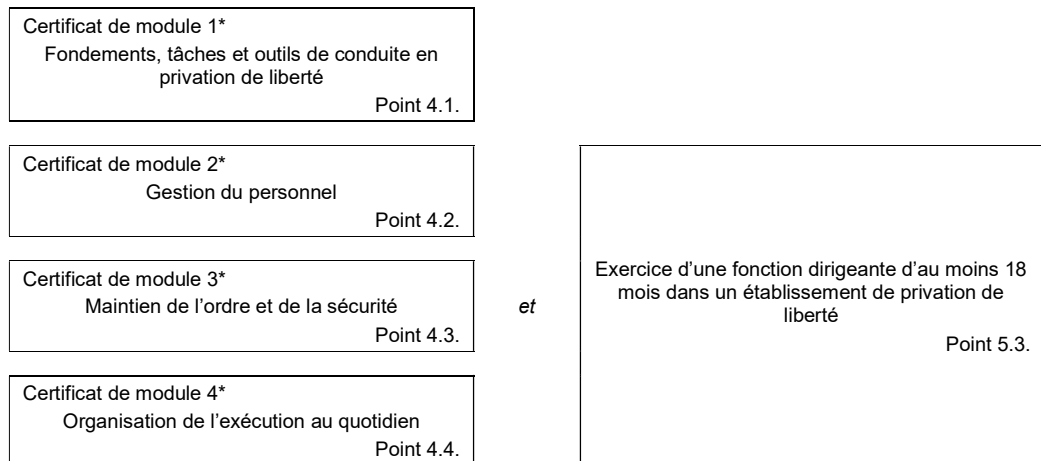 Certificat de module 1*
Fondements, tâches et outils de conduite en
privation de liberté
Point 4.1.
Certificat de module 2*
Gestion du personnel
Point 4.2.
Certificat de module 3*
Maintien de l'ordre et de la sécurité
Point 4.3.
Certificat de module 4*
Organisation de l'exécution au quotidien
Point 4.4.
et
Exercice d'une fonction dirigeante d'au moins 18
mois dans un établissement de privation de
liberté
Point 5.3.